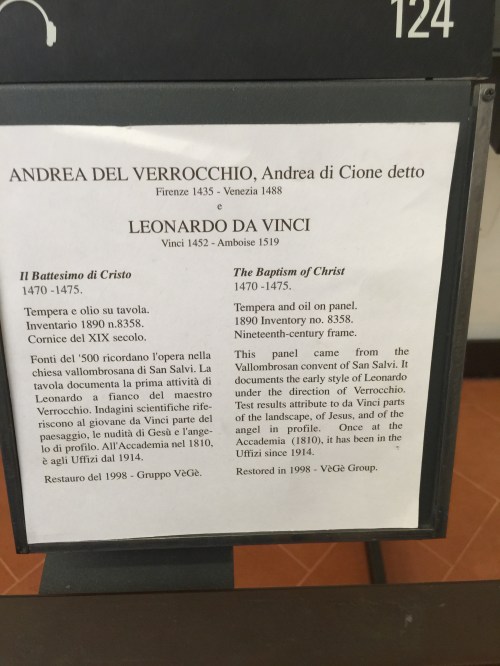 124
ANDREA DEL VERROCCHIO, Andrea di Cione detto
Firenze 1435 - Venezia 1488
e
LEONARDO DA VINCI
Vinci 1452 - Amboise 1519
Il Battesimo di Cristo
1470 -1475.
Tempera e olio su tavola.
Inventario 1890 n.8358.
Cornice del XIX secolo.
Fonti del '500 ricordano l'opera nella
chiesa vallombrosana di San Salvi. La
tavola documenta la prima attività di
Leonardo a fianco del maestro
Verrocchio. Indagini scientifiche rife-
riscono al giovane da Vinci parte del
paesaggio, le nudità di Gesù e l'ange-
lo di profilo. All'Accademia nel 1810,
è agli Uffizi dal 1914.
Restauro del 1998 - Gruppo VèGè.
The Baptism of Christ
1470 -1475.
Tempera and oil on panel.
1890 Inventory no. 8358.
Nineteenth-century frame.
This panel came from the
Vallombrosan convent of San Salvi. It
documents the early style of Leonardo
under the direction of Verrocchio.
Test results attribute to da Vinci parts
of the landscape, of Jesus, and of the
angel in profile. Once at the
Accademia (1810), it has been in the
Uffizi since 1914.
Restored in 1998 - VèGè Group.